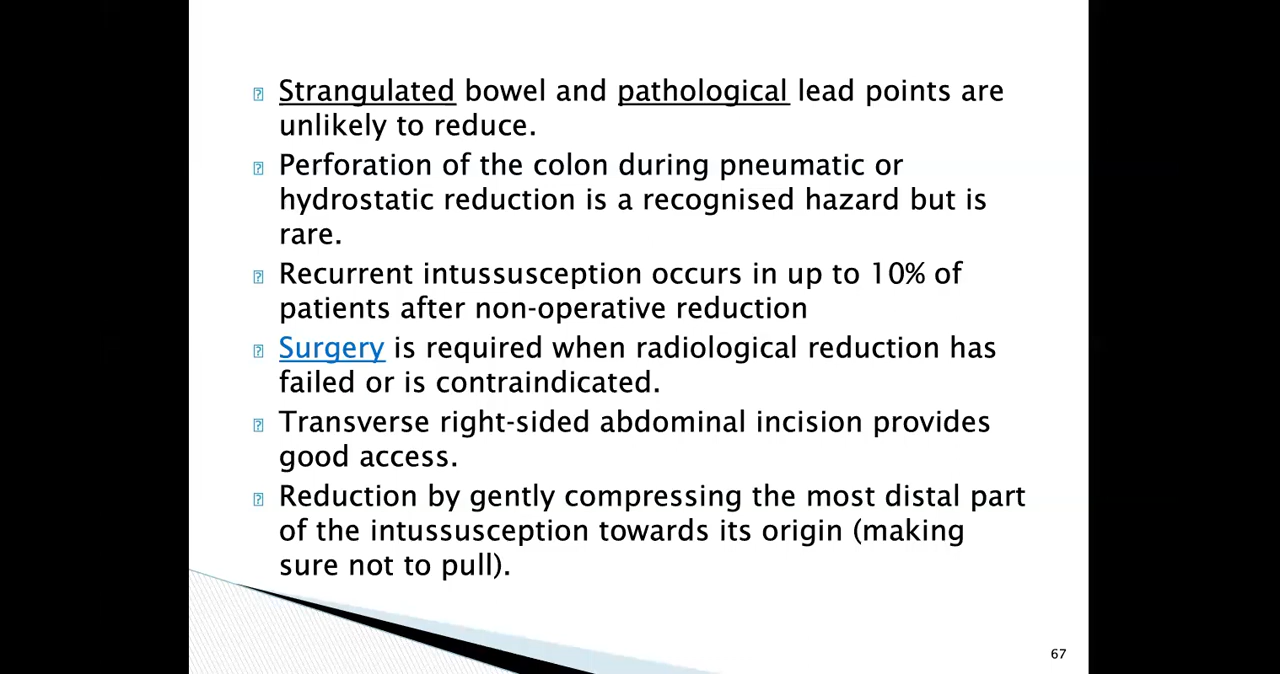 Strangulated bowel and pathological lead points are
unlikely to reduce.
Perforation of the colon during pneumatic or
hydrostatic reduction is a recognised hazard but is
rare.
Recurrent intussusception occurs in up to 10% of
patients after non-operative reduction
Surgery is required when radiological reduction has
failed or is contraindicated.
Transverse right-sided abdominal incision provides
good access.
Reduction by gently compressing the most distal part
of the intussusception towards its origin (making
sure not to pull).
67